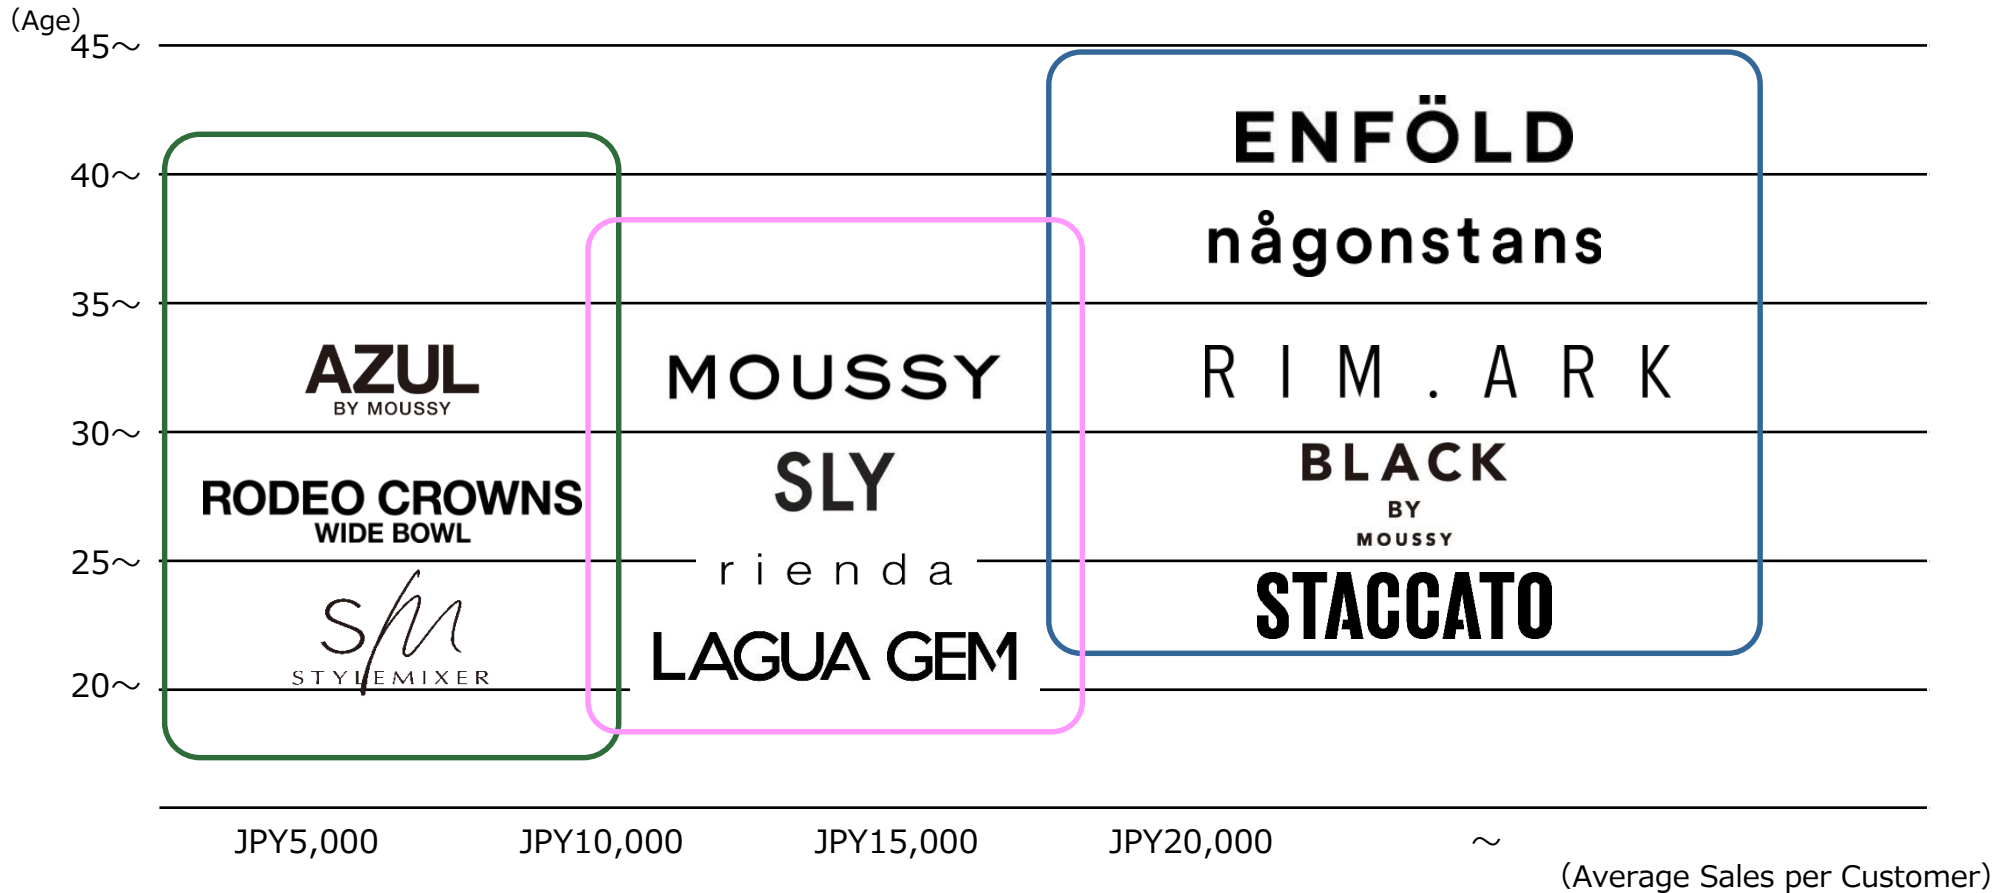 （Age）
45～
ENFÖLD
40～
någonstans
35～
AZUL
BY MOUSSY
MOUSSY
RIM.ARK
30～
RODEO CROWNS
WIDE BOWL
SLY
BLACK
BY
MOUSSY
25～
rienda
SM
STYLEMIXER
LAGUA GEM
STACCATO
20～
JPY5,000 JPY10,000 JPY15,000 JPY20,000 ～
（Average Sales per Customer）